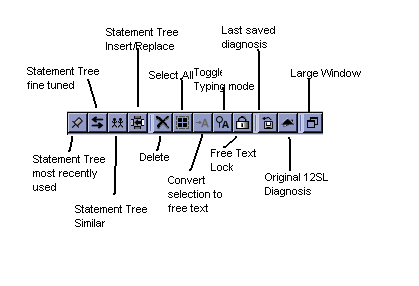 Statement Tree
Insert/Replace
Last saved
diagnosis
Statement Tree
fine tuned
Select All
Toggle
Typing mode
Large Window
A
A
Statement Tree
most recently
used
Delete
Free Text
Lock
Convert
selection to
free text
Original 12SL
Diagnosis
Statement Tree
Similar